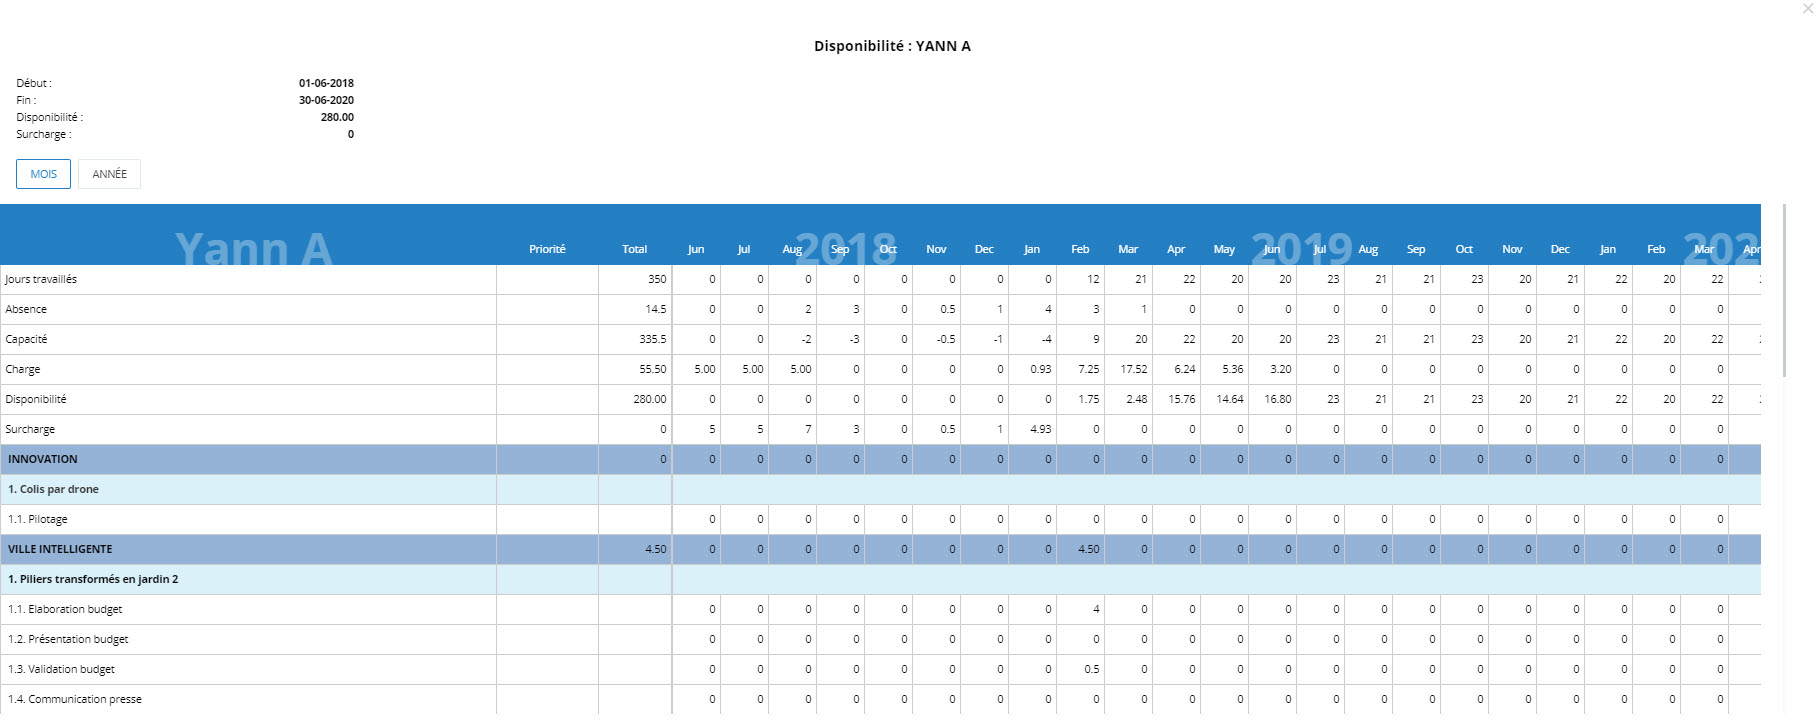 Disponibilité : YANN A
Début : 01-06-2018
Fin : 30-06-2020
Disponibilité : 280.00
Surcharge : 0
MOIS ANNÉE
Yann A 2018 2019 202
Priorité Total Jun Jul Aug Sep Oct Nov Dec Jan Feb Mar Apr May Jun Jul Aug Sep Oct Nov Dec Jan Feb Mar Apr
Jours travaillés 350 0 0 0 0 0 0 0 0 12 21 22 20 20 23 21 21 23 20 21 22 20 22
Absence 14.5 0 0 2 3 0 0.5 1 4 3 1 0 0 0 0 0 0 0 0 0 0 0 0
Capacité 335.5 0 0 -2 -3 0 -0.5 -1 -4 9 20 22 20 20 23 21 21 23 20 21 22 20 22
Charge 55.50 5.00 5.00 5.00 0 0 0 0 0.93 7.25 17.52 6.24 5.36 3.20 0 0 0 0 0 0 0 0 0
Disponibilité 280.00 0 0 0 0 0 0 0 0 1.75 2.48 15.76 14.64 16.80 23 21 21 23 20 21 22 20 22
Surcharge 0 5 5 7 3 0 0.5 1 4.93 0 0 0 0 0 0 0 0 0 0 0 0 0 0
INNOVATION 0 0 0 0 0 0 0 0 0 0 0 0 0 0 0 0 0 0 0 0 0 0 0
1. Colis par drone
1.1. Pilotage 0 0 0 0 0 0 0 0 0 0 0 0 0 0 0 0 0 0 0 0 0 0
VILLE INTELLIGENTE 4.50 0 0 0 0 0 0 0 0 4.50 0 0 0 0 0 0 0 0 0 0 0 0 0
1. Piliers transformés en jardin 2
1.1. Elaboration budget 0 0 0 0 0 0 0 0 4 0 0 0 0 0 0 0 0 0 0 0 0 0
1.2. Présentation budget 0 0 0 0 0 0 0 0 0 0 0 0 0 0 0 0 0 0 0 0 0 0
1.3. Validation budget 0 0 0 0 0 0 0 0 0.5 0 0 0 0 0 0 0 0 0 0 0 0 0
1.4. Communication presse 0 0 0 0 0 0 0 0 0 0 0 0 0 0 0 0 0 0 0 0 0 0